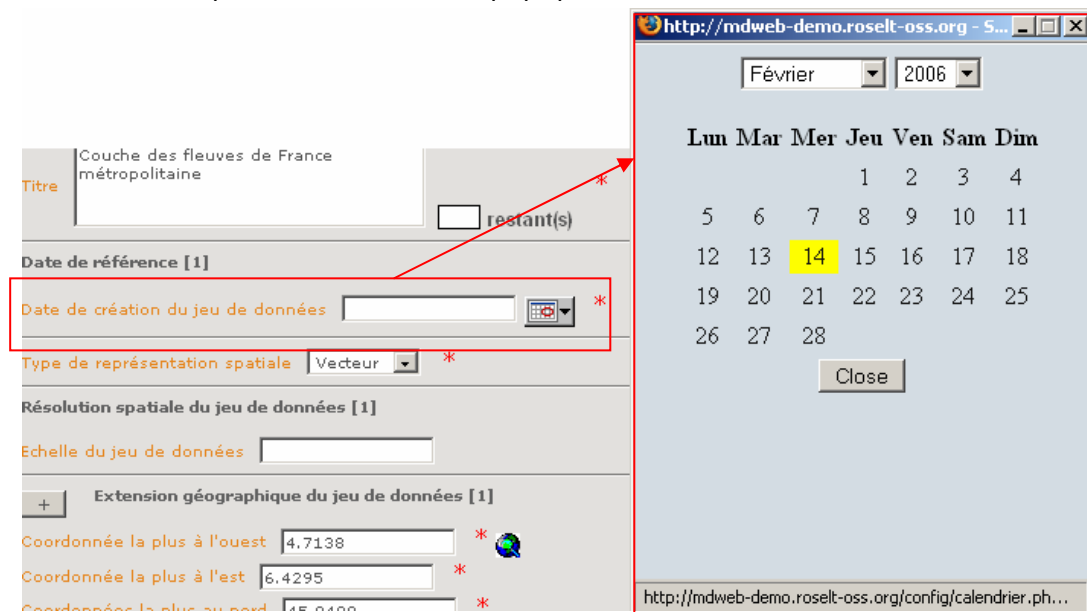 Couche des fleuves de France
métropolitaine
Titre
*
restant(s)
Date de référence [1]
Date de création du jeu de données
*
Type de représentation spatiale Vecteur *
Résolution spatiale du jeu de données [1]
Echelle du jeu de données
+ Extension géographique du jeu de données [1]
Coordonnée la plus à l'ouest 4.7138 *
Coordonnée la plus à l'est 6.4295 *
Coordonnées la plus au nord *
http://mdweb-demo.roselt-oss.org - S...
Février 2006
Lun Mar Mer Jeu Ven Sam Dim
1 2 3 4
5 6 7 8 9 10 11
12 13 14 15 16 17 18
19 20 21 22 23 24 25
26 27 28
Close
http://mdweb-demo.roselt-oss.org/config/calendrier.ph...